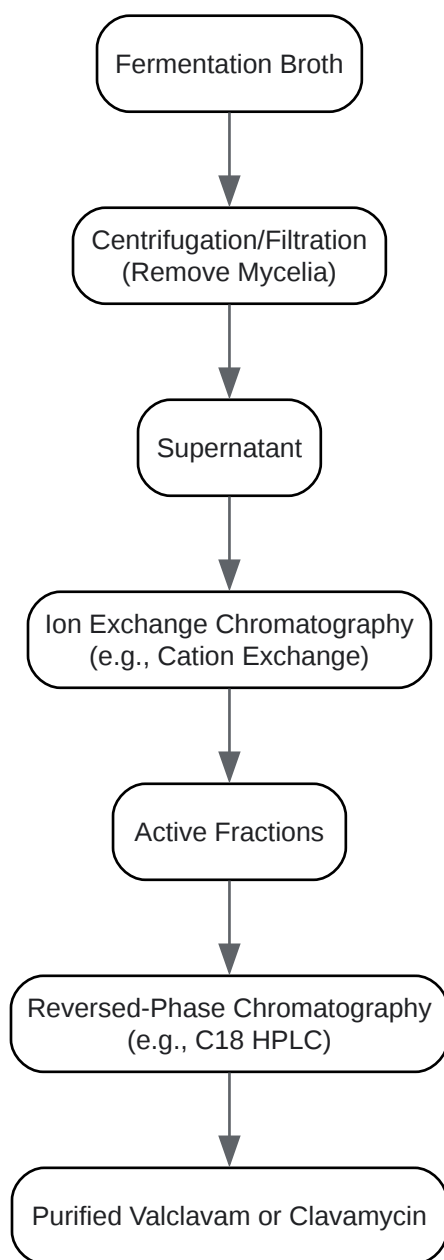 Fermentation Broth
Centrifugation/Filtration
(Remove Mycelia)
Supernatant
Ion Exchange Chromatography
(e.g., Cation Exchange)
Active Fractions
Reversed-Phase Chromatography
(e.g., C18 HPLC)
Purified Valclavam or Clavamycin